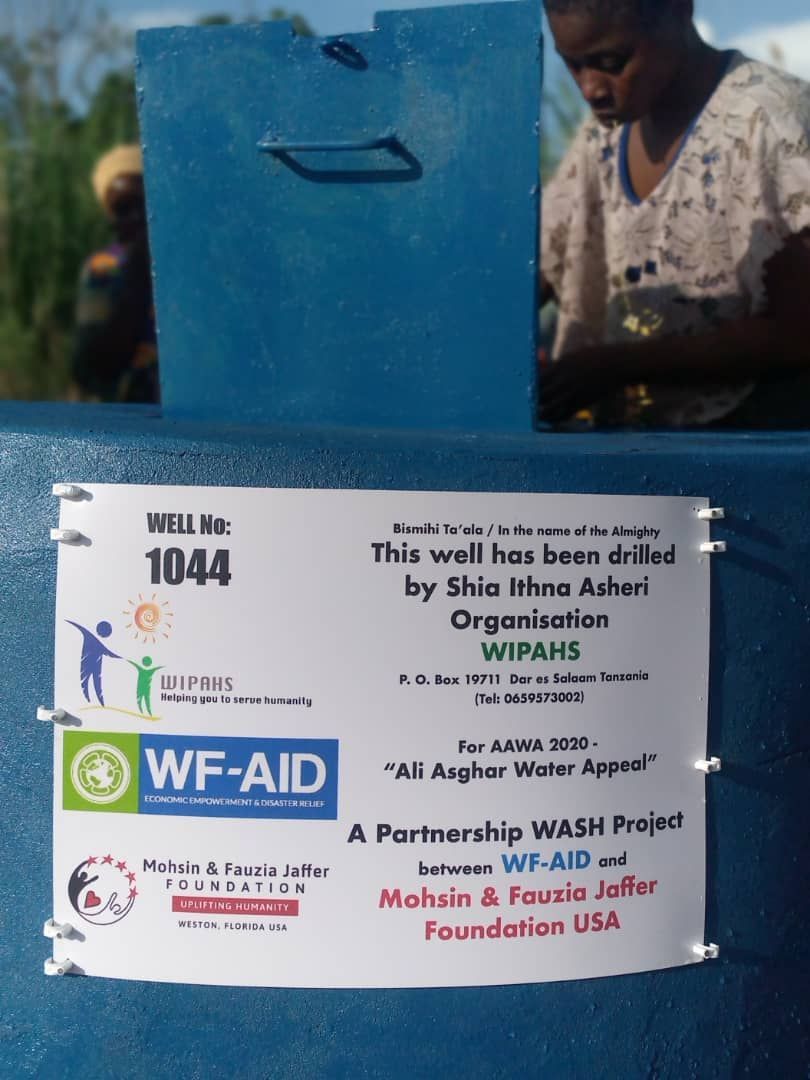 WELL No:
1044
WIPAHS
Helping you to serve humanity
WF-AID
ECONOMIC EMPOWERMENT & DISASTER RELIEF
Mohsin & Fauzia Jaffer
FOUNDATION
UPLIFTING HUMANITY
WESTON, FLORIDA USA
Bismihi Ta'ala / In the name of the Almighty
This well has been drilled
by Shia Ithna Asheri
Organisation
WIPAHS
P. O. Box 19711 Dar es Salaam Tanzania
(Tel: 0659573002)
For AAWA 2020 -
“Ali Asghar Water Appeal”
A Partnership WASH Project
between WF-AID and
Mohsin & Fauzia Jaffer
Foundation USA